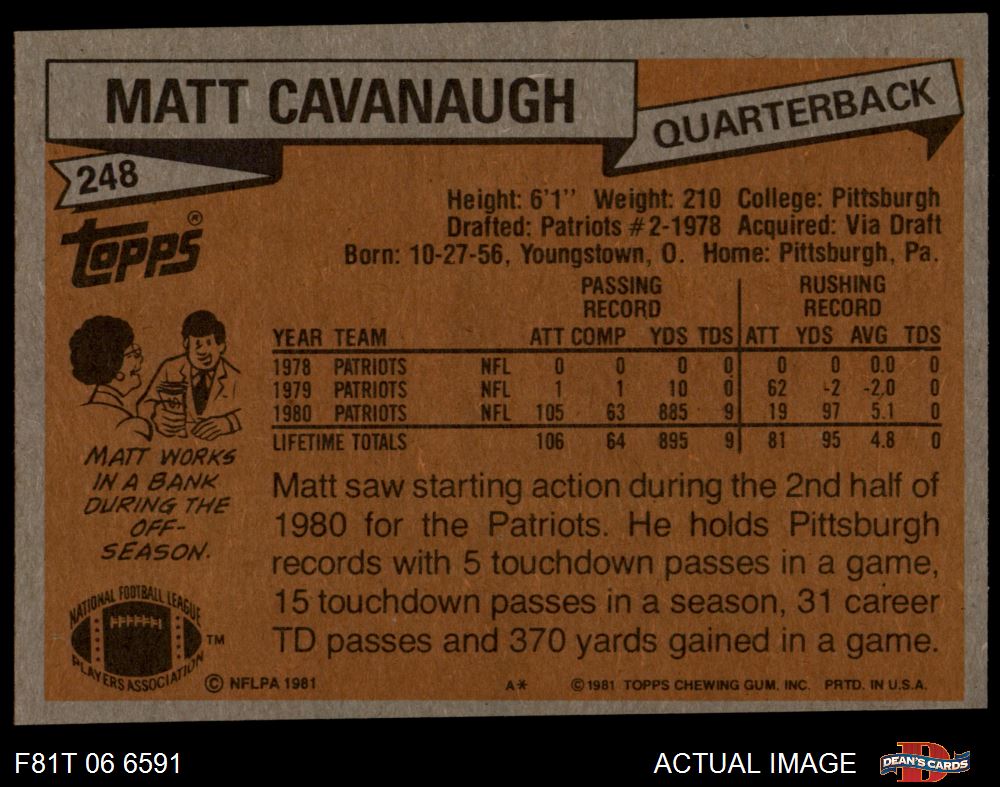 MATT CAVANAUGH
QUARTERBACK
248
Topps®
Height: 6'1'' Weight: 210 College: Pittsburgh
Drafted: Patriots #2-1978 Acquired: Via Draft
Born: 10-27-56, Youngstown, O. Home: Pittsburgh, Pa.
PASSING RECORD RUSHING RECORD
YEAR TEAM ATT COMP YDS TDS ATT YDS AVG TDS
1978 PATRIOTS NFL 0 0 0 0 0 0 0.0 0
1979 PATRIOTS NFL 1 1 10 0 62 -2 -2.0 0
1980 PATRIOTS NFL 105 63 885 9 19 97 5.1 0
LIFETIME TOTALS 106 64 895 9 81 95 4.8 0
MATT WORKS
IN A BANK
DURING THE
OFF-
SEASON.
Matt saw starting action during the 2nd half of
1980 for the Patriots. He holds Pittsburgh
records with 5 touchdown passes in a game,
15 touchdown passes in a season, 31 career
TD passes and 370 yards gained in a game.
NATIONAL FOOTBALL LEAGUE
PLAYERS ASSOCIATION
TM
© NFLPA 1981 A* © 1981 TOPPS CHEWING GUM, INC. PRTD. IN U.S.A.
F81T 06 6591 ACTUAL IMAGE DEAN'S CARDS